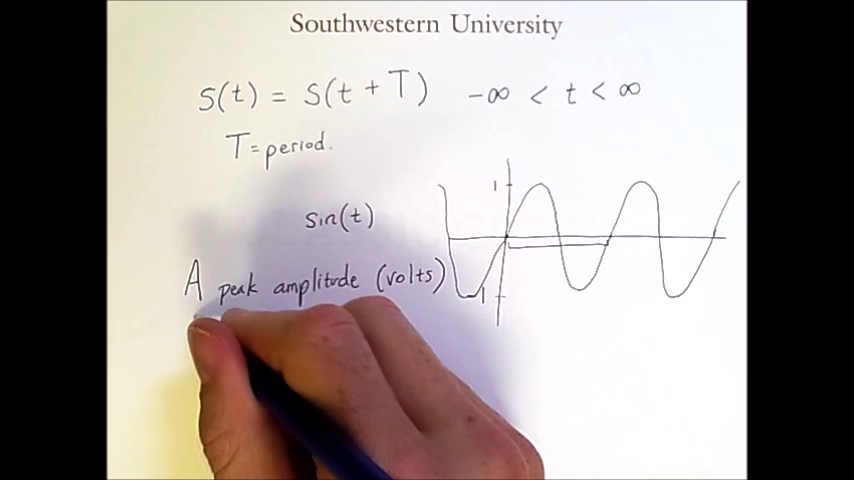 Southwestern University
S(t) = S(t + T) -∞ < t < ∞
T = period.
1
sin(t)
A peak amplitude (volts)
-1